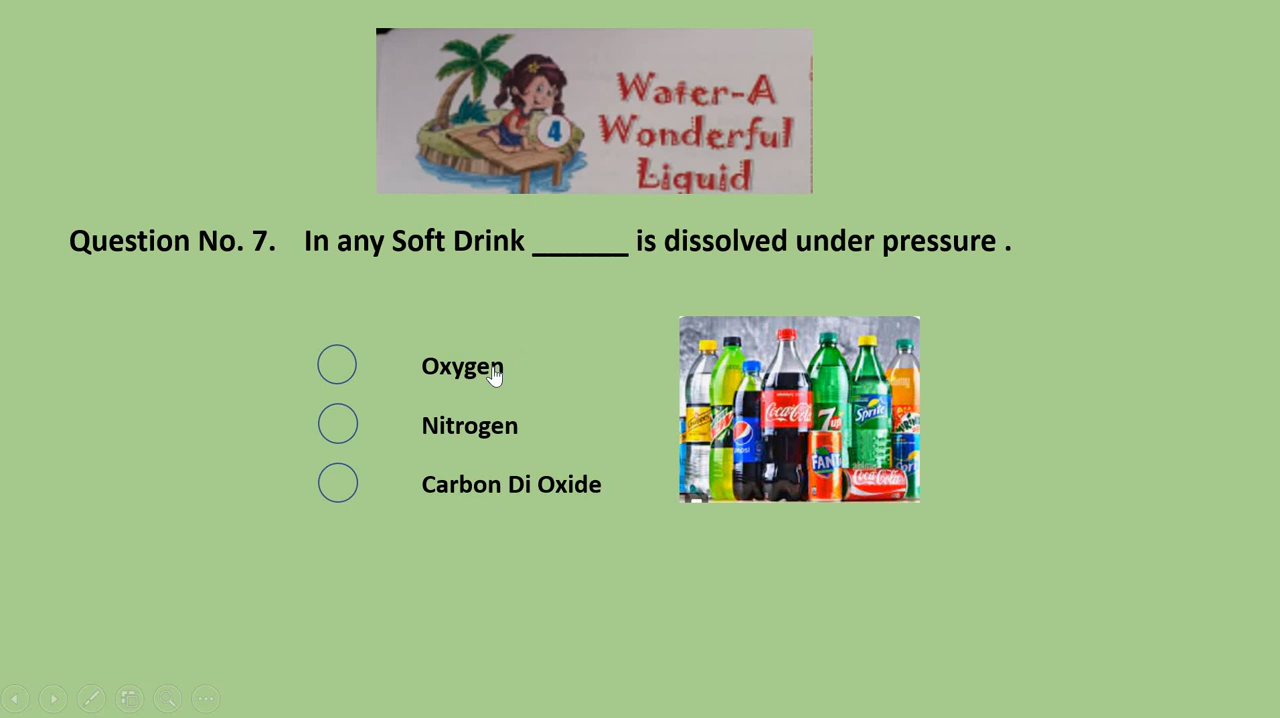 4
Water-A
Wonderful
Liquid
Question No. 7. In any Soft Drink ______ is dissolved under pressure .
Oxygen
Nitrogen
Carbon Di Oxide
Coca-Cola
7up
Sprite
pepsi
FANTA
Coca-Cola